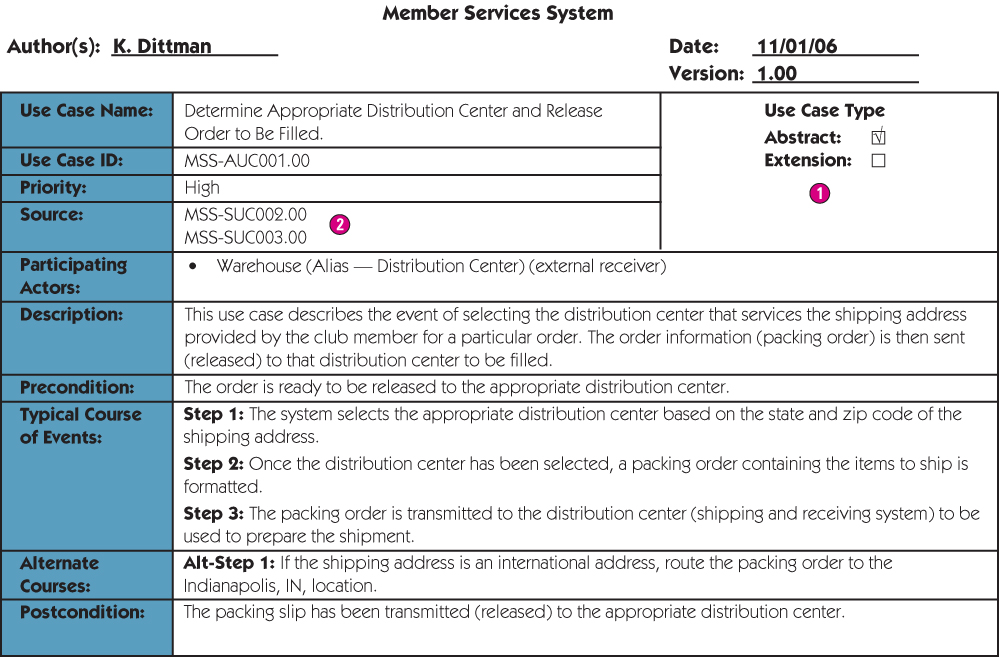 Member Services System
Author(s): K. Dittman
Date: 11/01/06
Version: 1.00
Use Case Name: Determine Appropriate Distribution Center and Release
Order to Be Filled.
Use Case Type
Abstract: ☑
Extension: ☐
1
Use Case ID: MSS-AUC001.00
Priority: High
Source: MSS-SUC002.00
MSS-SUC003.00
2
Participating
Actors:
• Warehouse (Alias — Distribution Center) (external receiver)
Description: This use case describes the event of selecting the distribution center that services the shipping address
provided by the club member for a particular order. The order information (packing order) is then sent
(released) to that distribution center to be filled.
Precondition: The order is ready to be released to the appropriate distribution center.
Typical Course
of Events:
Step 1: The system selects the appropriate distribution center based on the state and zip code of the
shipping address.
Step 2: Once the distribution center has been selected, a packing order containing the items to ship is
formatted.
Step 3: The packing order is transmitted to the distribution center (shipping and receiving system) to be
used to prepare the shipment.
Alternate
Courses:
Alt-Step 1: If the shipping address is an international address, route the packing order to the
Indianapolis, IN, location.
Postcondition: The packing slip has been transmitted (released) to the appropriate distribution center.